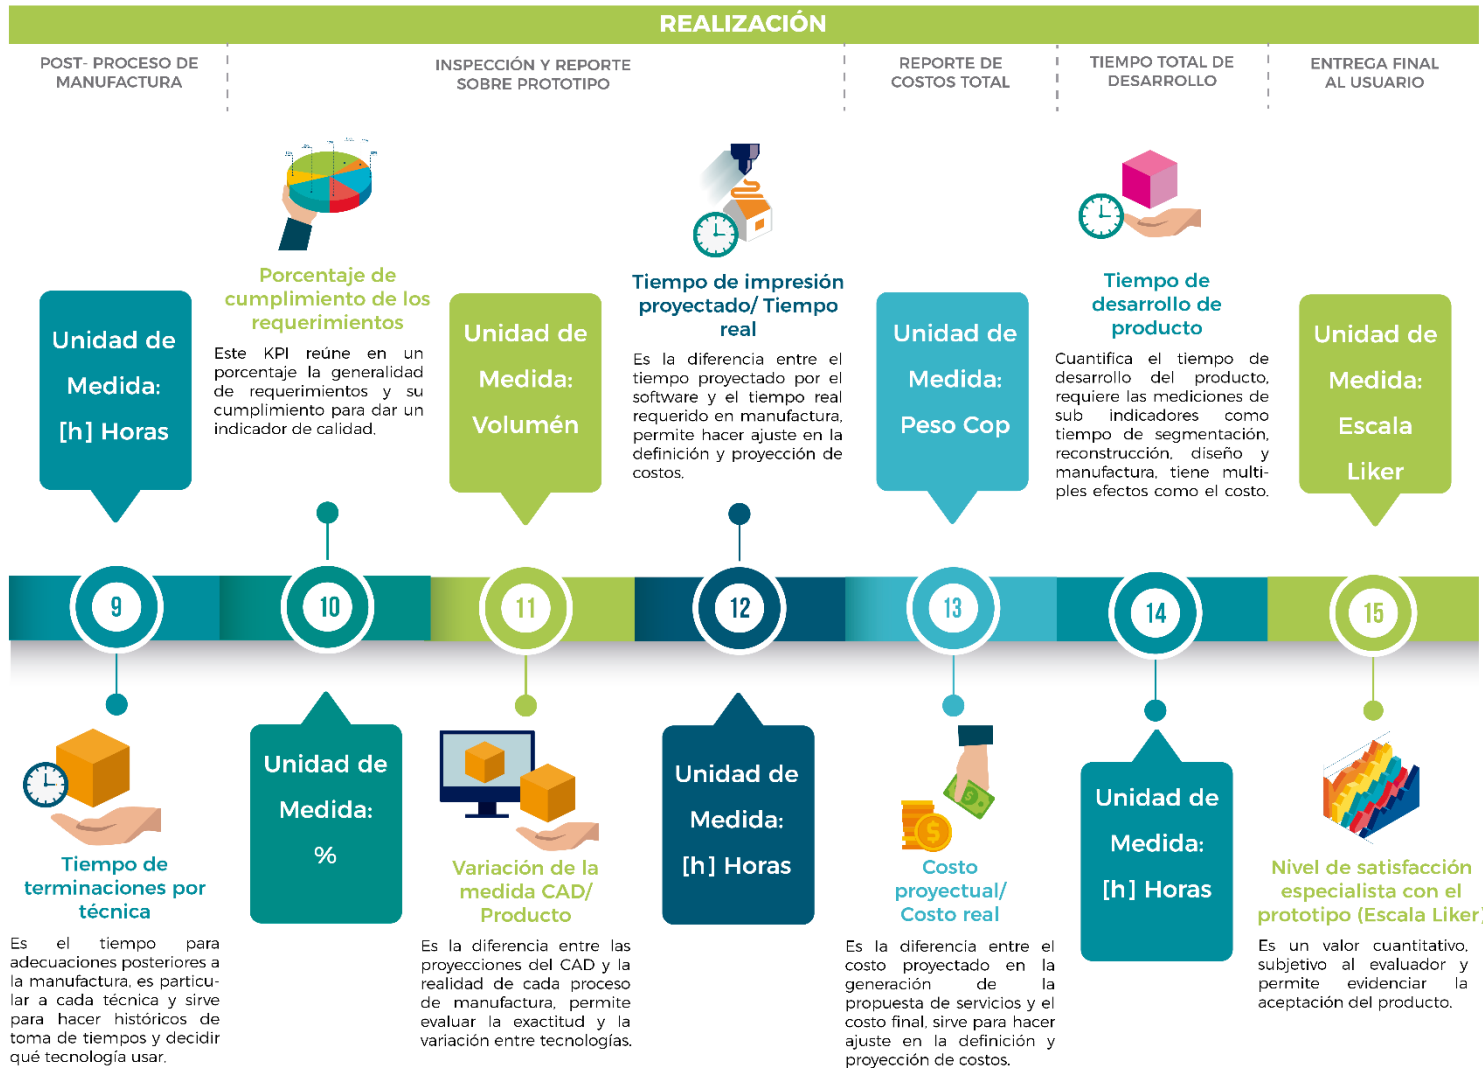 REALIZACIÓN
POST- PROCESO DE
MANUFACTURA
INSPECCIÓN Y REPORTE
SOBRE PROTOTIPO
REPORTE DE
COSTOS TOTAL
TIEMPO TOTAL DE
DESARROLLO
ENTREGA FINAL
AL USUARIO
Unidad de
Medida:
[h] Horas
Porcentaje de
cumplimiento de los
requerimientos
Este KPI reúne en un
porcentaje la generalidad
de requerimientos y su
cumplimiento para dar un
indicador de calidad.
Unidad de
Medida:
Volumén
Tiempo de impresión
proyectado/ Tiempo
real
Es la diferencia entre el
tiempo proyectado por el
software y el tiempo real
requerido en manufactura,
permite hacer ajuste en la
definición y proyección de
costos.
Unidad de
Medida:
Peso Cop
Tiempo de
desarrollo de
producto
Cuantifica el tiempo de
desarrollo del producto,
requiere las mediciones de
sub indicadores como
tiempo de segmentación,
reconstrucción, diseño y
manufactura, tiene multi-
ples efectos como el costo.
Unidad de
Medida:
Escala
Liker
9
10
11
12
13
14
15
Tiempo de
terminaciones por
técnica
Es el tiempo para
adecuaciones posteriores a
la manufactura, es particu-
lar a cada técnica y sirve
para hacer históricos de
toma de tiempos y decidir
qué tecnología usar.
Unidad de
Medida:
%
Variación de la
medida CAD/
Producto
Es la diferencia entre las
proyecciones del CAD y la
realidad de cada proceso
de manufactura, permite
evaluar la exactitud y la
variación entre tecnologías.
Unidad de
Medida:
[h] Horas
Costo
proyectual/
Costo real
Es la diferencia entre el
costo proyectado en la
generación de la
propuesta de servicios y el
costo final, sirve para hacer
ajuste en la definición y
proyección de costos.
Unidad de
Medida:
[h] Horas
Nivel de satisfacción
especialista con el
prototipo (Escala Liker)
Es un valor cuantitativo,
subjetivo al evaluador y
permite evidenciar la
aceptación del producto.